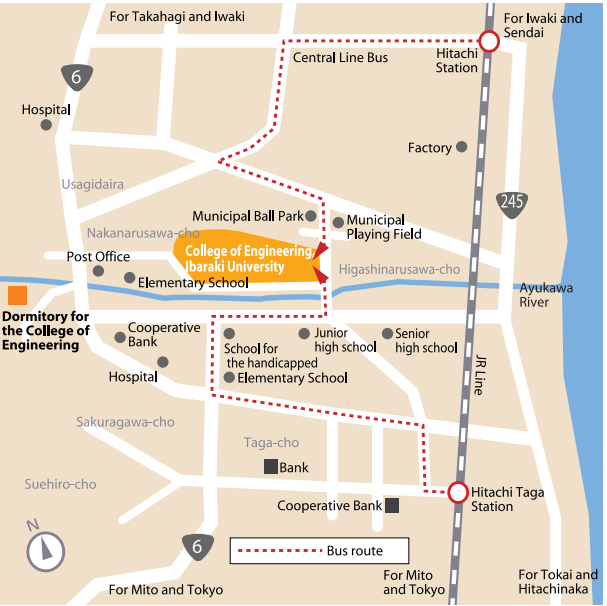 For Takahagi and Iwaki
For Iwaki and
Sendai
Hitachi
Station
Central Line Bus
6
Hospital
Factory
Usagidaira
245
Municipal Ball Park
Municipal
Playing Field
Nakanarusawa-cho
College of Engineering,
Ibaraki University
Post Office
Higashinarusawa-cho
Elementary School
Ayukawa
River
Dormitory for
the College of
Engineering
Cooperative
Bank
School for
the handicapped
Junior
high school
Senior
high school
JR Line
Hospital
Elementary School
Sakuragawa-cho
Taga-cho
Bank
Suehiro-cho
Cooperative Bank
Hitachi Taga
Station
N
6
Bus route
For Mito and Tokyo
For Mito
and Tokyo
For Tokai and
Hitachinaka